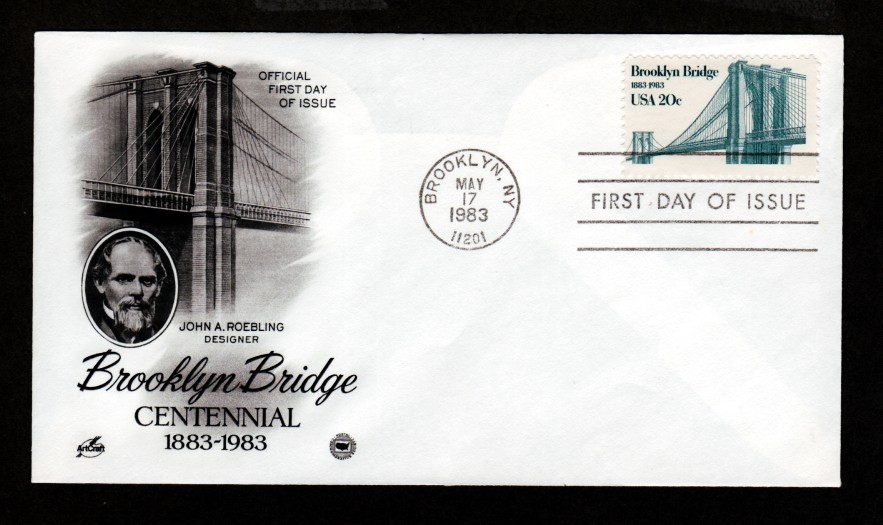 OFFICIAL
FIRST DAY
OF ISSUE
JOHN A. ROEBLING
DESIGNER
Brooklyn Bridge
CENTENNIAL
1883-1983
ArtCraft
BROOKLYN, NY
MAY
17
1983
11201
Brooklyn Bridge
1883-1983
USA 20c
FIRST DAY OF ISSUE